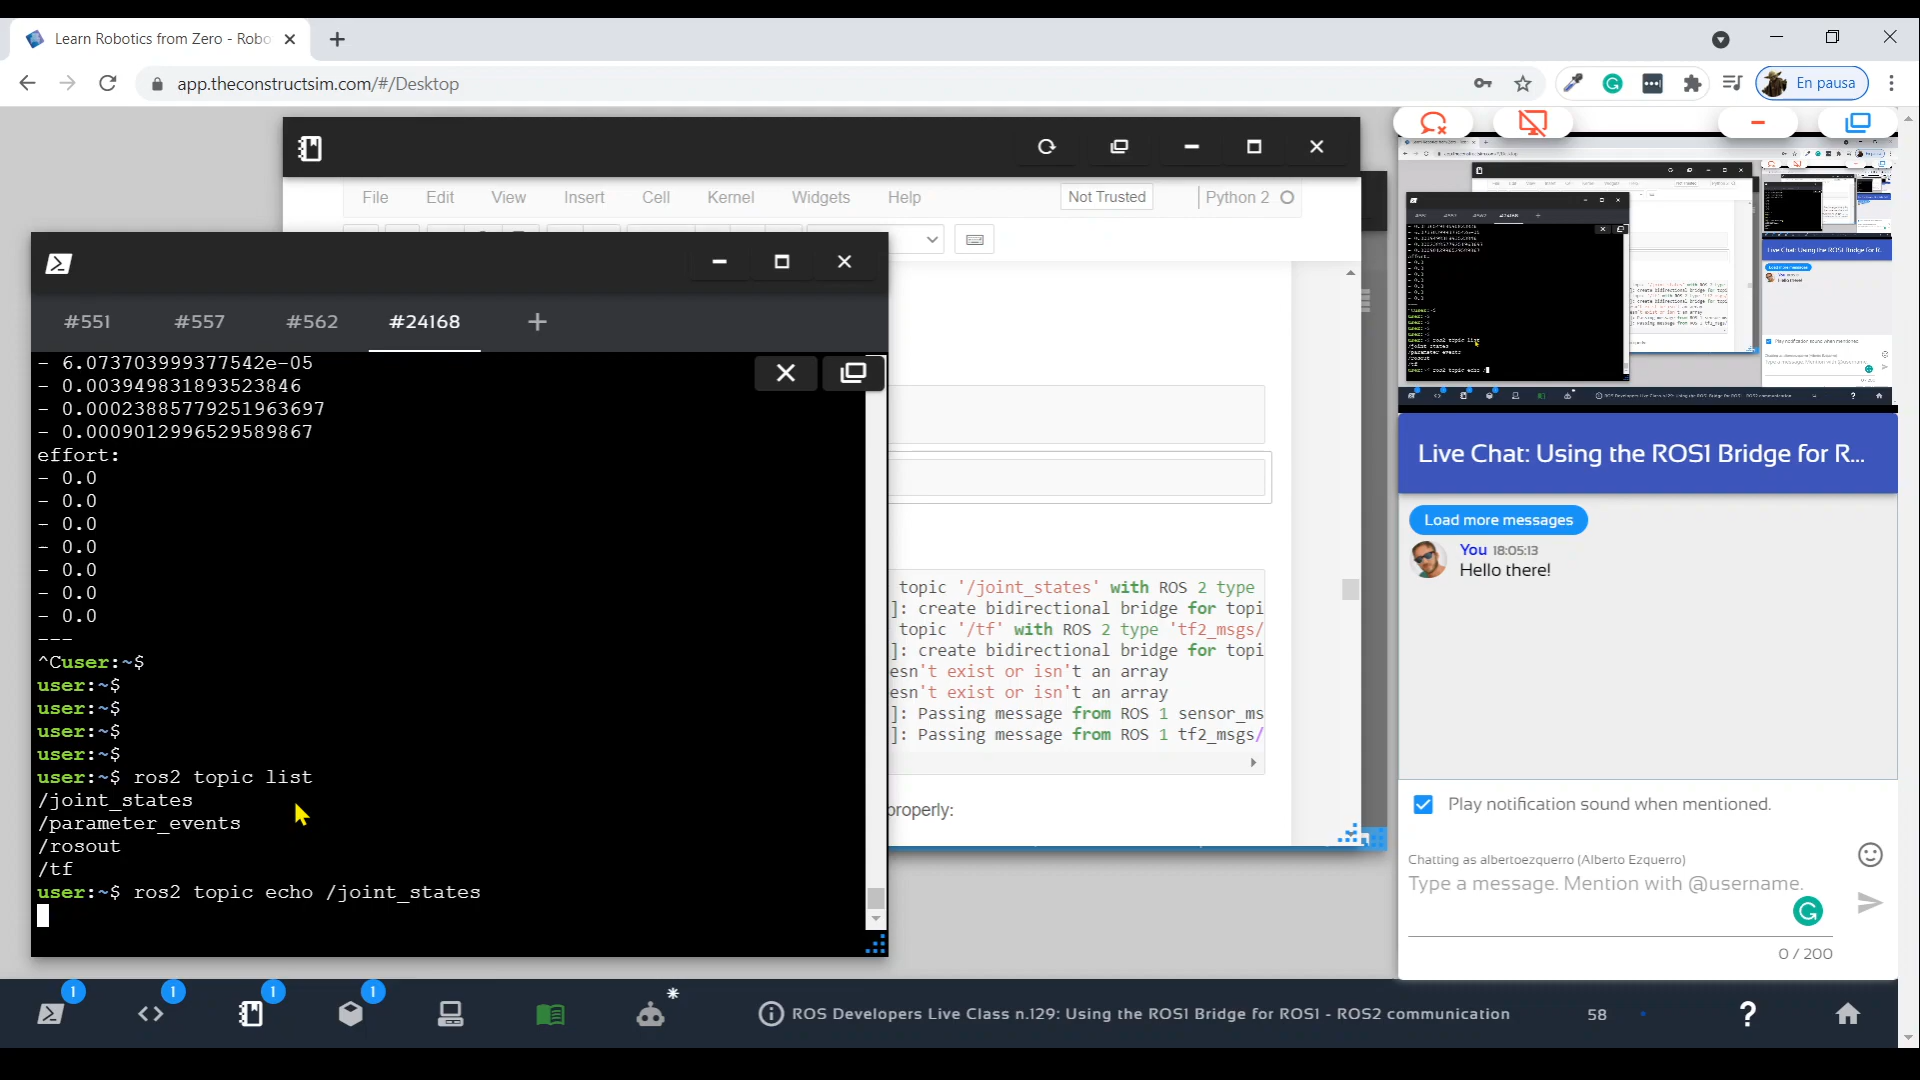 Learn Robotics from Zero - Robo
app.theconstructsim.com/#/Desktop
En pausa
File Edit View Insert Cell Kernel Widgets Help
Not Trusted
Python 2
#551 #557 #562 #24168
- 6.073703999377542e-05
- 0.003949831893523846
- 0.00023885779251963697
- 0.0009012996529589867
effort:
- 0.0
- 0.0
- 0.0
- 0.0
- 0.0
- 0.0
- 0.0
---
^Cuser:~$
user:~$
user:~$
user:~$
user:~$
user:~$ ros2 topic list
/joint_states
/parameter_events
/rosout
/tf
user:~$ ros2 topic echo /joint_states
topic '/joint_states' with ROS 2 type
]: create bidirectional bridge for topi
topic '/tf' with ROS 2 type 'tf2_msgs/
]: create bidirectional bridge for topi
esn't exist or isn't an array
esn't exist or isn't an array
]: Passing message from ROS 1 sensor_ms
]: Passing message from ROS 1 tf2_msgs/
properly:
Live Chat: Using the ROS1 Bridge for R...
Load more messages
You 18:05:13
Hello there!
Play notification sound when mentioned.
Chatting as albertoezquerro (Alberto Ezquerro)
Type a message. Mention with @username.
0 / 200
1
1
1
1
ROS Developers Live Class n.129: Using the ROS1 Bridge for ROS1 - ROS2 communication
58
?